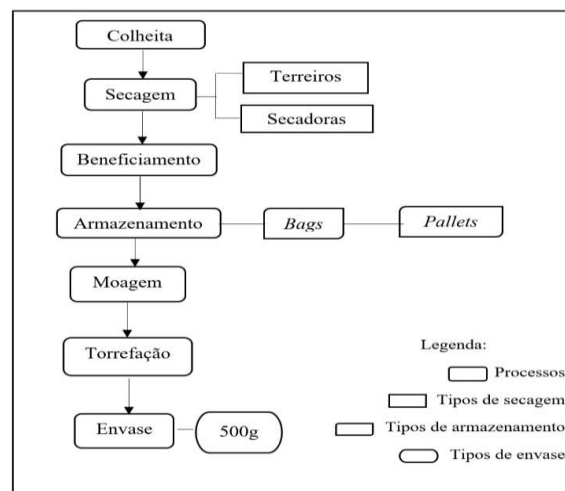 Colheita
Terreiros
Secagem
Secadoras
Beneficiamento
Armazenamento
Bags
Pallets
Moagem
Torrefação
Envase
500g
Legenda:
Processos
Tipos de secagem
Tipos de armazenamento
Tipos de envase